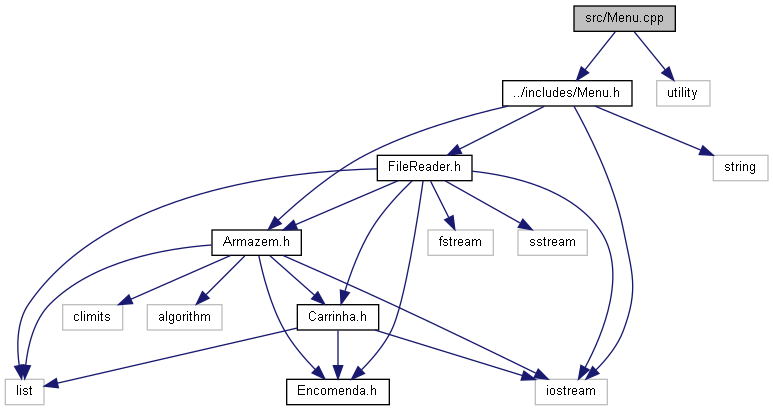 src/Menu.cpp
../includes/Menu.h
utility
FileReader.h
string
Armazem.h
fstream
sstream
climits
algorithm
Carrinha.h
list
Encomenda.h
iostream